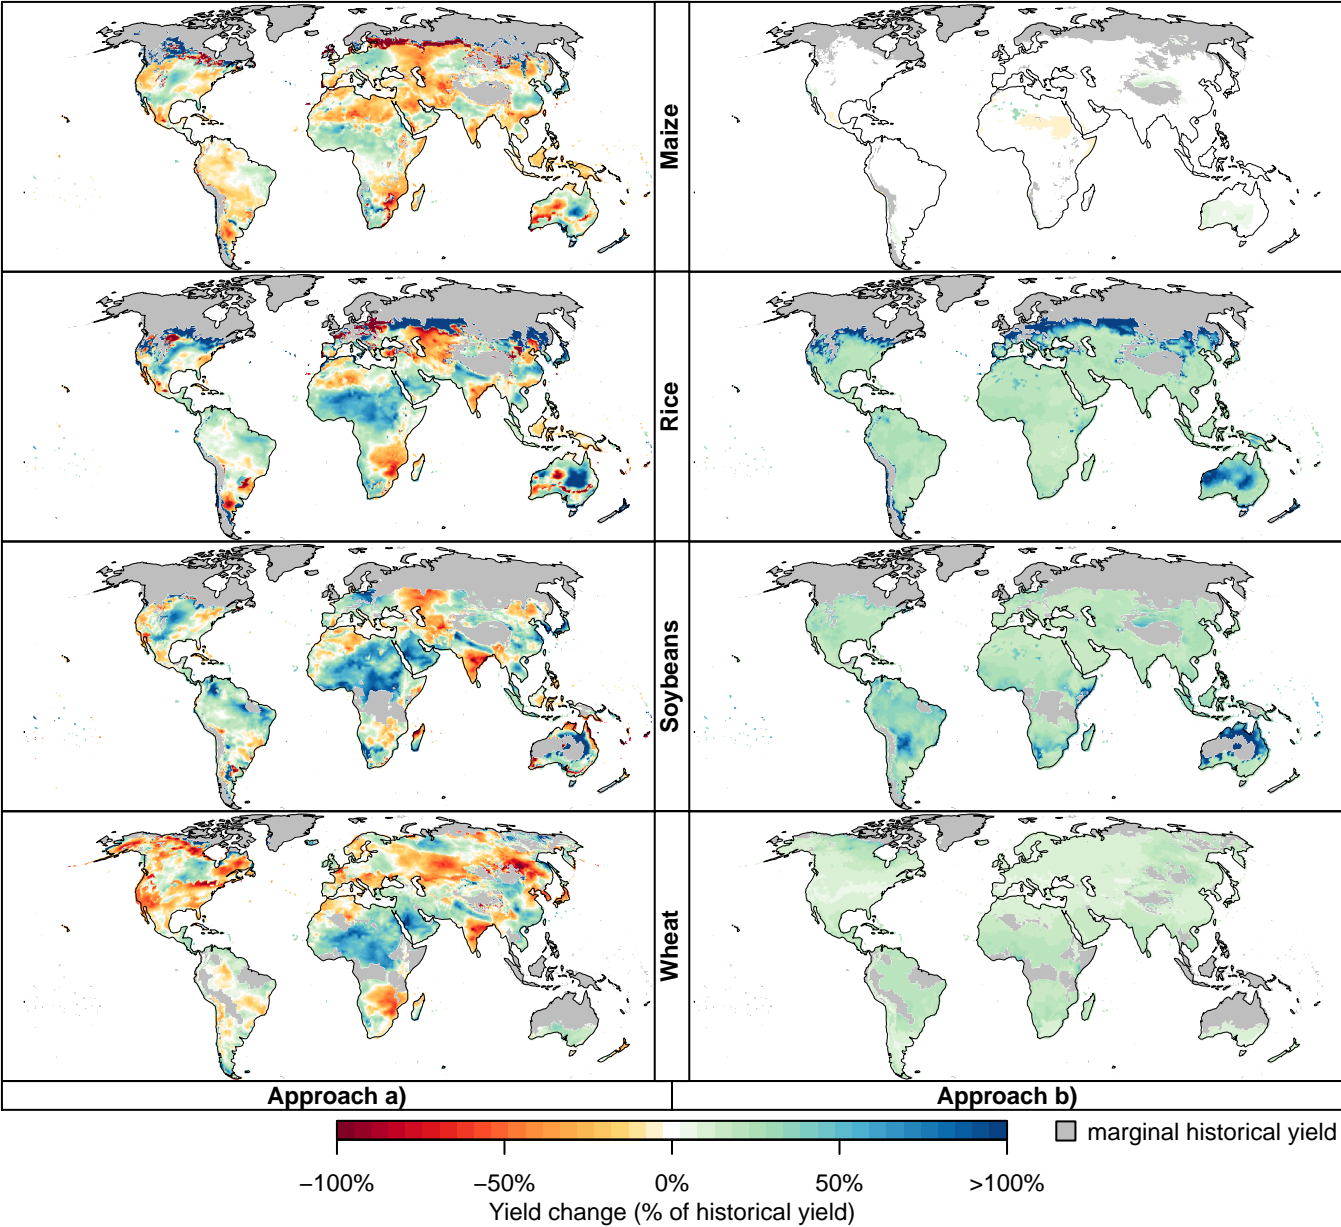 Maize
Rice
Soybeans
Wheat
Approach a)
Approach b)
marginal historical yield
−100%
−50%
0%
50%
>100%
Yield change (% of historical yield)